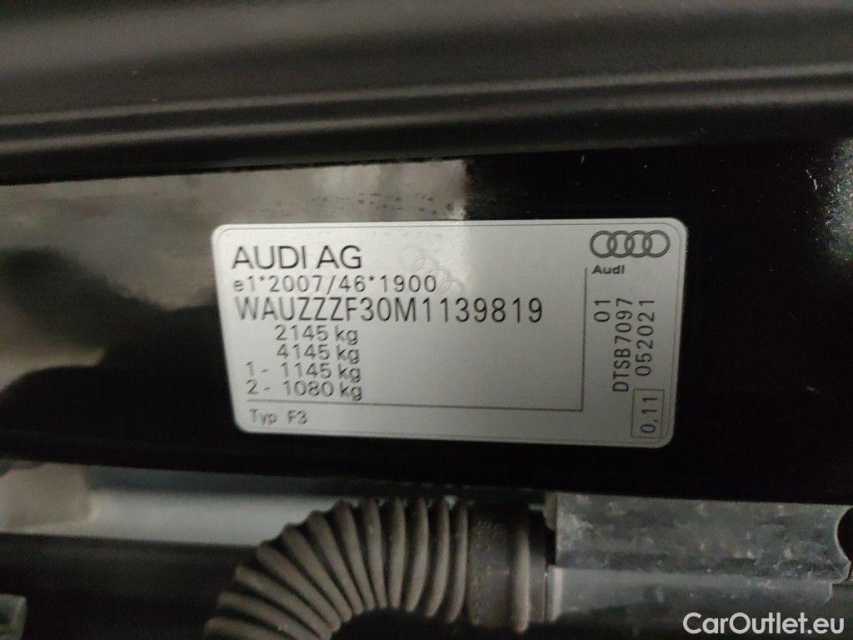 AUDI AG
e1*2007/46*1900
WAUZZZF30M1139819
2145 kg
4145 kg
1 - 1145 kg
2 - 1080 kg
Typ F3
Audi
01
DTSB7097
052021
0,11
CarOutlet.eu